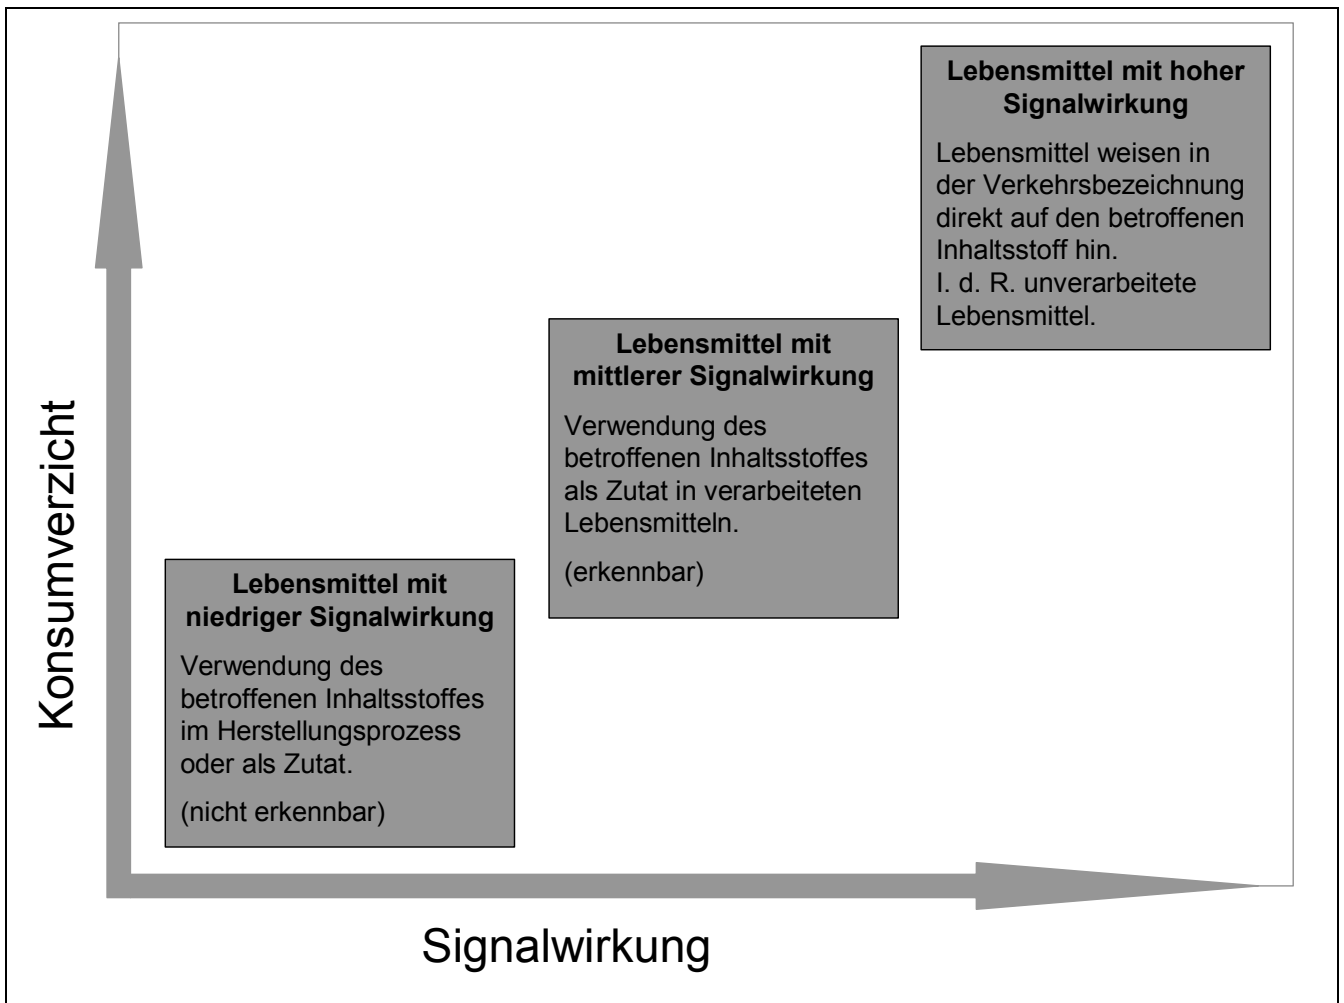 Konsumverzicht
Lebensmittel mit hoher
Signalwirkung
Lebensmittel weisen in
der Verkehrsbezeichnung
direkt auf den betroffenen
Inhaltsstoff hin.
I. d. R. unverarbeitete
Lebensmittel.
Lebensmittel mit
mittlerer Signalwirkung
Verwendung des
betroffenen Inhaltsstoffes
als Zutat in verarbeiteten
Lebensmitteln.
(erkennbar)
Lebensmittel mit
niedriger Signalwirkung
Verwendung des
betroffenen Inhaltsstoffes
im Herstellungsprozess
oder als Zutat.
(nicht erkennbar)
Signalwirkung